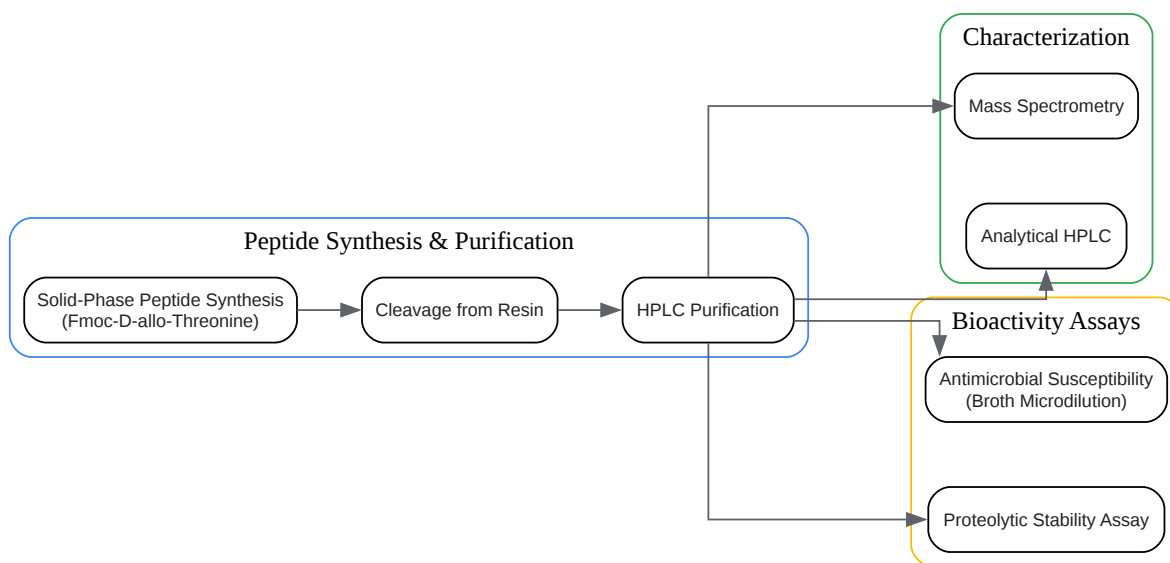 Characterization
Mass Spectrometry
Analytical HPLC
Peptide Synthesis & Purification
Solid-Phase Peptide Synthesis
(Fmoc-D-allo-Threonine)
Cleavage from Resin
HPLC Purification
Bioactivity Assays
Antimicrobial Susceptibility
(Broth Microdilution)
Proteolytic Stability Assay